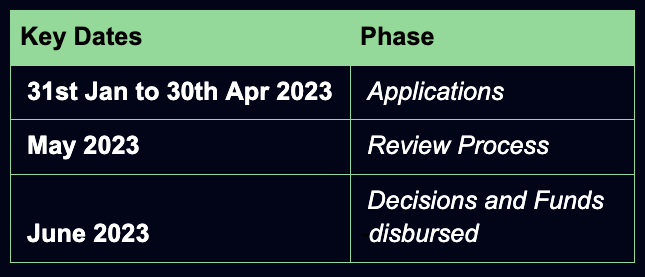 Key Dates Phase
31st Jan to 30th Apr 2023 Applications
May 2023 Review Process
Decisions and Funds
June 2023 disbursed